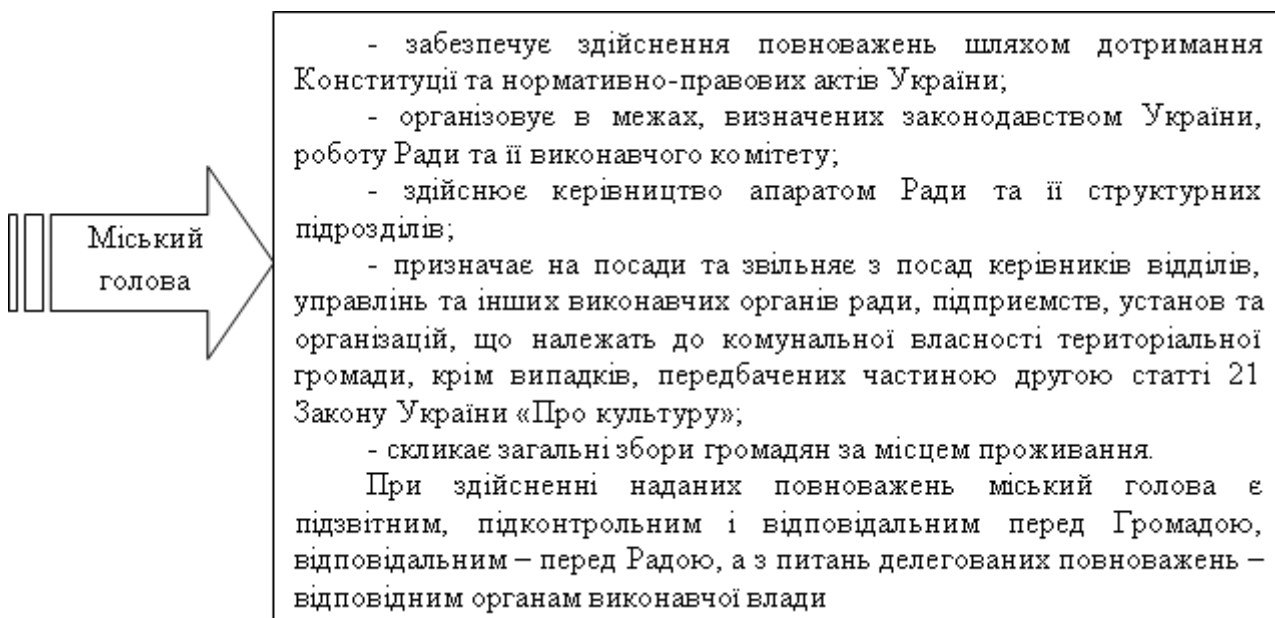 Міський
голова
- забезпечує здійснення повноважень шляхом дотримання
Конституції та нормативно-правових актів України;
- організовує в межах, визначених законодавством України,
роботу Ради та її виконавчого комітету;
- здійснює керівництво апаратом Ради та її структурних
підрозділів;
- призначає на посади та звільняє з посад керівників відділів,
управлінь та інших виконавчих органів ради, підприємств, установ та
організацій, що належать до комунальної власності територіальної
громади, крім випадків, передбачених частиною другою статті 21
Закону України «Про культуру»;
- скликає загальні збори громадян за місцем проживання.
При здійсненні наданих повноважень міський голова є
підзвітним, підконтрольним і відповідальним перед Громадою,
відповідальним – перед Радою, а з питань делегованих повноважень –
відповідним органам виконавчої влади